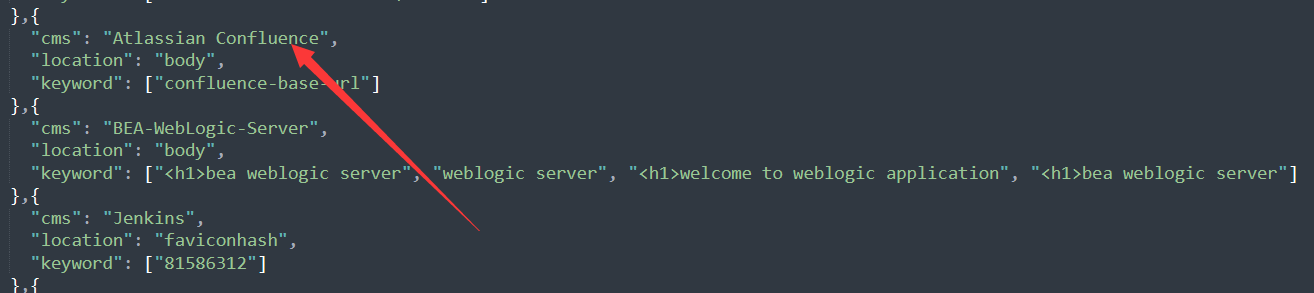 },{
"cms": "Atlassian Confluence",
"location": "body",
"keyword": ["confluence-base-url"]
},{
"cms": "BEA-WebLogic-Server",
"location": "body",
"keyword": ["<h1>bea weblogic server", "weblogic server", "<h1>welcome to weblogic application", "<h1>bea weblogic server"]
},{
"cms": "Jenkins",
"location": "faviconhash",
"keyword": ["81586312"]
},{